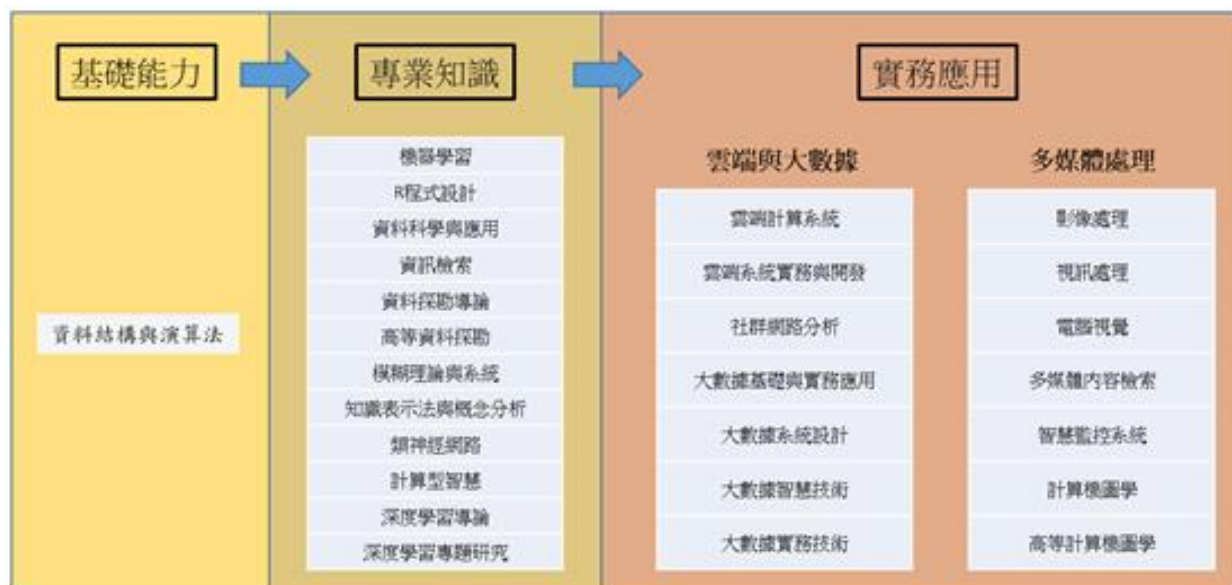 基礎能力
資料結構與演算法
專業知識
機器學習
R程式設計
資料科學與應用
資訊檢索
資料探勘導論
高等資料探勘
模糊理論與系統
知識表示法與概念分析
類神經網路
計算型智慧
深度學習導論
深度學習專題研究
實務應用
雲端與大數據
雲端計算系統
雲端系統實務與開發
社群網路分析
大數據基礎與實務應用
大數據系統設計
大數據智慧技術
大數據實務技術
多媒體處理
影像處理
視訊處理
電腦視覺
多媒體內容檢索
智慧監控系統
計算機圖學
高等計算機圖學